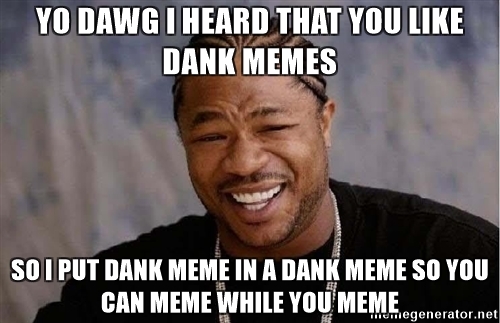 YO DAWG I HEARD THAT YOU LIKE
DANK MEMES
SO I PUT DANK MEME IN A DANK MEME SO YOU
CAN MEME WHILE YOU MEME
memegenerator.net